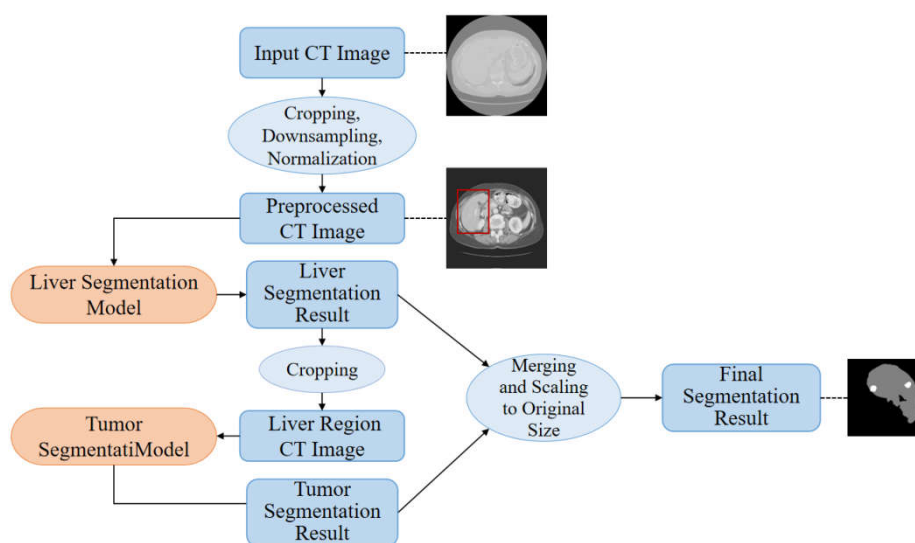 Input CT Image
Cropping,
Downsampling,
Normalization
Preprocessed
CT Image
Liver Segmentation
Model
Liver
Segmentation
Result
Cropping
Merging
and Scaling
to Original
Size
Final
Segmentation
Result
Tumor
SegmentatiModel
Liver Region
CT Image
Tumor
Segmentation
Result